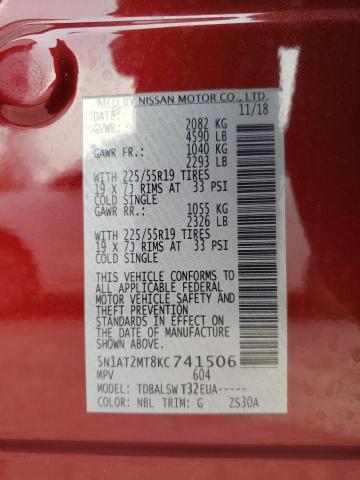 MFD BY NISSAN MOTOR CO., LTD.
11/18
GVWR: 2082 KG
4590 LB
GAWR FR.: 1040 KG
2293 LB
WITH 225/55R19 TIRES
19 X 7J RIMS AT 33 PSI
COLD SINGLE
GAWR RR.: 1055 KG
2326 LB
WITH 225/55R19 TIRES
19 X 7J RIMS AT 33 PSI
COLD SINGLE
THIS VEHICLE CONFORMS TO
ALL APPLICABLE FEDERAL
MOTOR VEHICLE SAFETY, BUMPER,
AND THEFT PREVENTION
STANDARDS IN EFFECT ON
THE DATE OF MANUFACTURE
SHOWN ABOVE.
5N1AT2MT8KC741506
MPV 604
MODEL: TDBALSW T32EUA-----
COLOR: NBL TRIM: G ZS30A